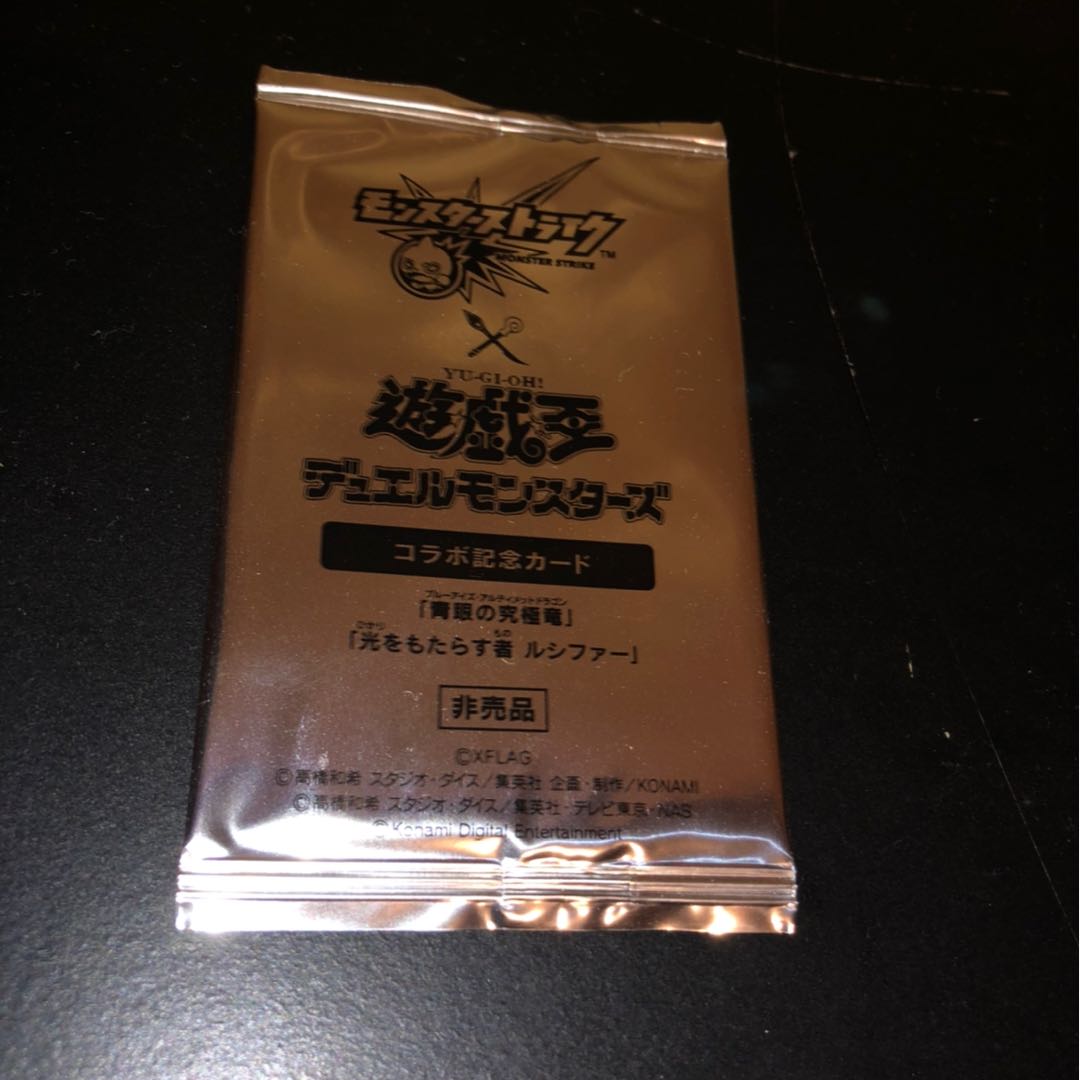 モンスターストライク
TM
MONSTER STRIKE
YU-GI-OH!
遊戯王
デュエルモンスターズ
コラボ記念カード
ブルーアイズ・アルティメットドラゴン
「青眼の究極竜」
ひかり もの
「光をもたらす者 ルシファー」
非売品
©XFLAG
©高橋和希 スタジオ・ダイス/集英社 企画・制作/KONAMI
©高橋和希 スタジオ・ダイス/集英社・テレビ東京・NAS
©Konami Digital Entertainment